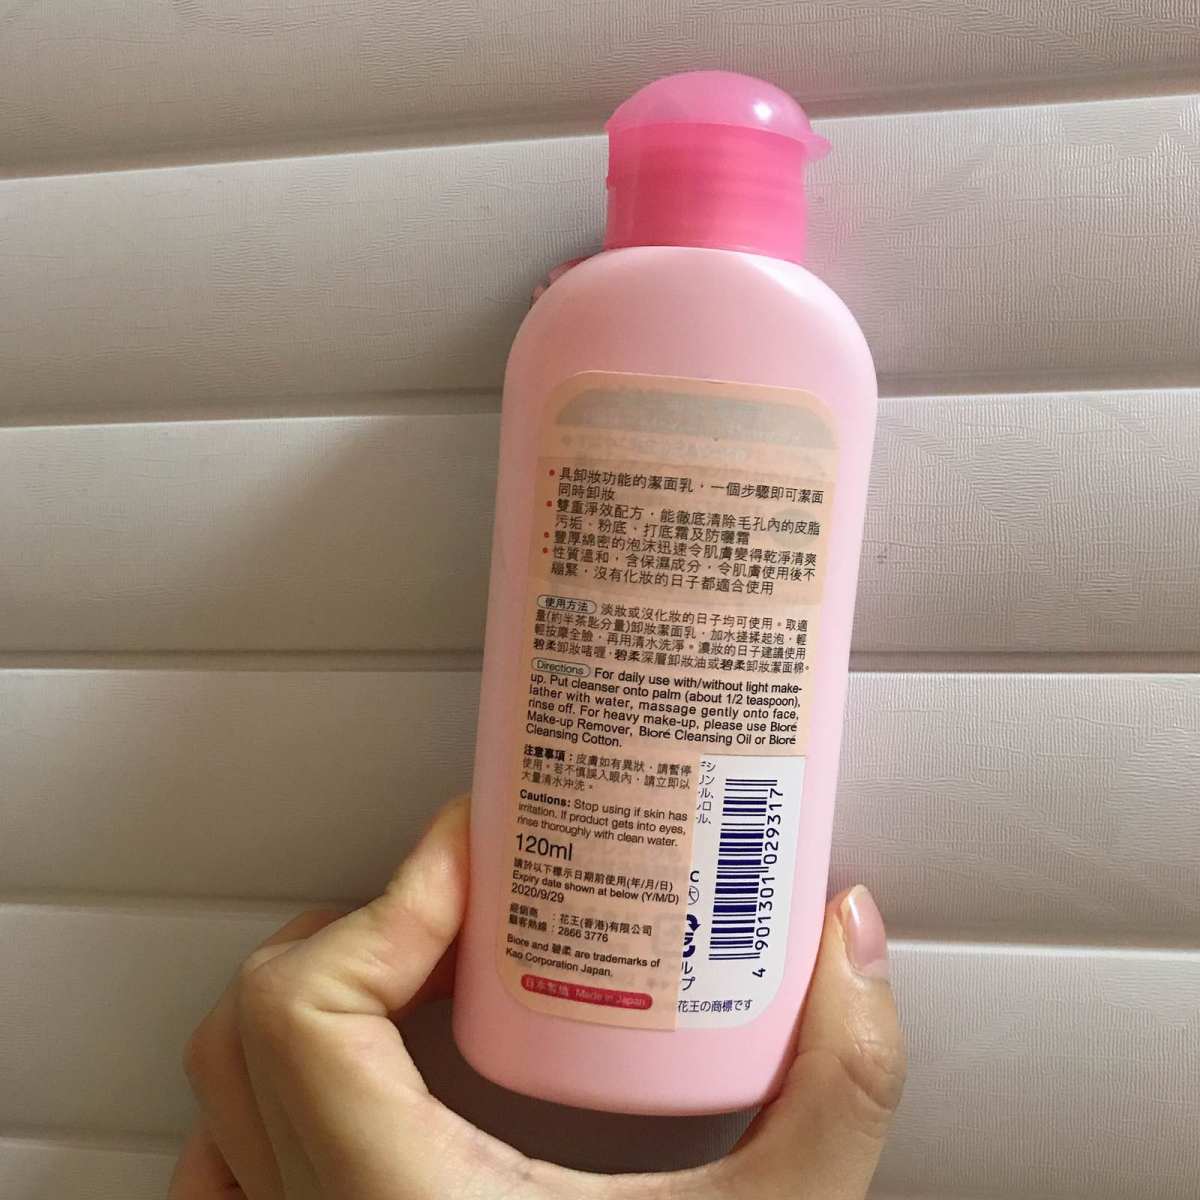 • 具卸妝功能的潔面乳，一個步驟即可潔面
同時卸妝
• 雙重淨效配方，能徹底清除毛孔內的皮脂
污垢、粉底、打底霜及防曬霜
• 豐厚綿密的泡沫迅速令肌膚變得乾淨清爽
• 性質溫和，含保濕成分，令肌膚使用後不
繃緊，沒有化妝的日子都適合使用
使用方法 淡妝或沒化妝的日子均可使用。取適
量(約半茶匙分量)卸妝潔面乳，加水搓揉起泡，輕
輕按摩全臉，再用清水洗淨。濃妝的日子建議使用
碧柔卸妝啫喱，碧柔深層卸妝油或碧柔卸妝潔面棉。
Directions For daily use with/without light make-
up. Put cleanser onto palm (about 1/2 teaspoon),
lather with water, massage gently onto face,
rinse off. For heavy make-up, please use Bioré
Make-up Remover, Bioré Cleansing Oil or Bioré
Cleansing Cotton.
注意事項：皮膚如有異狀，請暫停
使用。若不慎誤入眼內，請立即以
大量清水沖洗。
Cautions: Stop using if skin has
irritation. If product gets into eyes,
rinse thoroughly with clean water.
120ml
請於以下標示日期前使用(年/月/日)
Expiry date shown at below (Y/M/D)
2020/9/29
經銷商 : 花王(香港)有限公司
顧客熱線 : 2866 3776
Biore and 碧柔 are trademarks of
Kao Corporation Japan.
日本製造 Made in Japan
4 901301 029317
花王の商標です